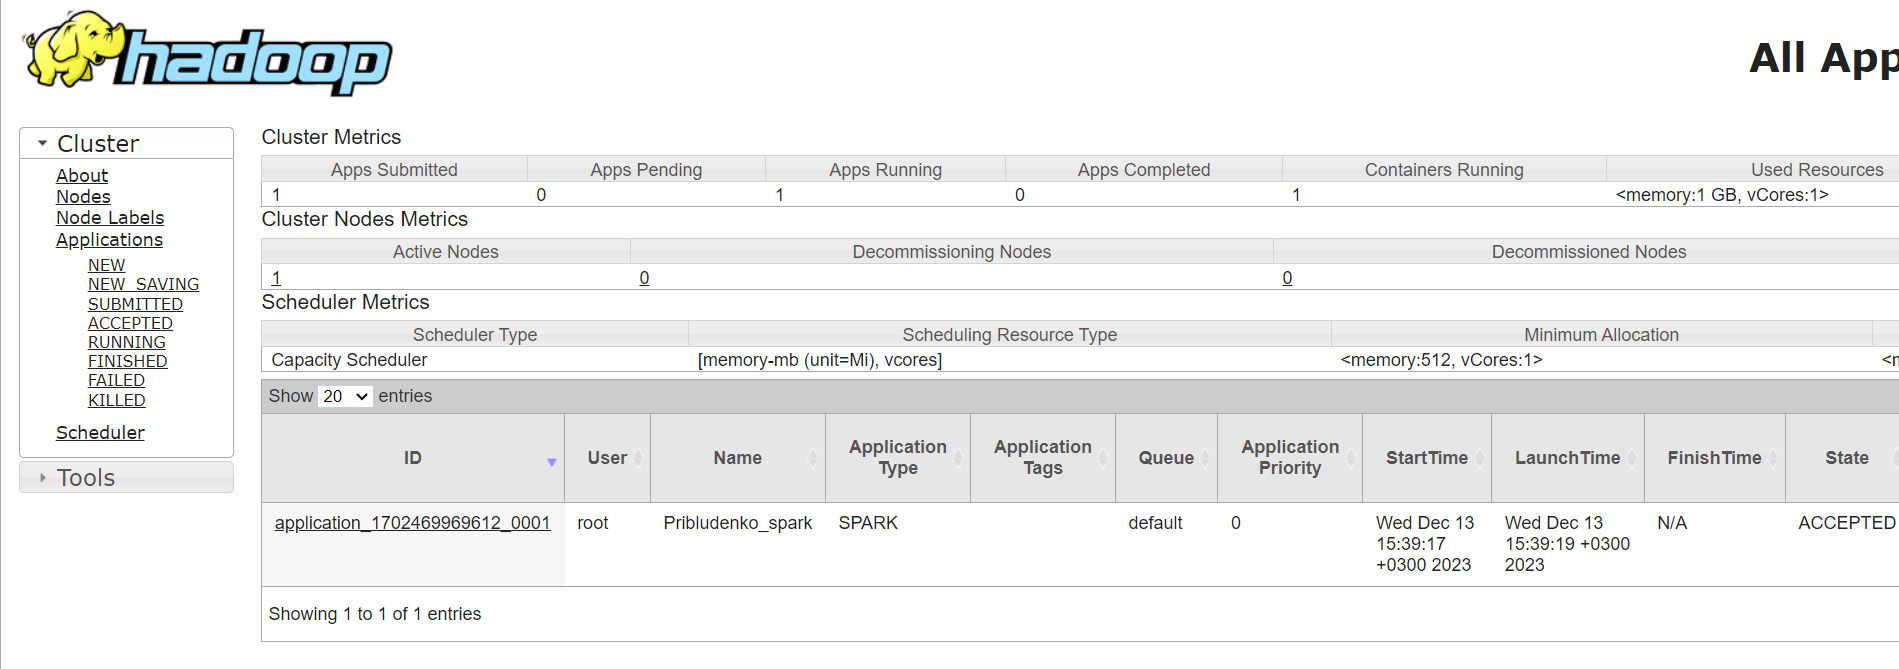 hadoop
All App
Cluster
About
Nodes
Node Labels
Applications
NEW
NEW_SAVING
SUBMITTED
ACCEPTED
RUNNING
FINISHED
FAILED
KILLED
Scheduler
Tools
Cluster Metrics
Apps Submitted Apps Pending Apps Running Apps Completed Containers Running Used Resources
1 0 1 0 1 <memory:1 GB, vCores:1>
Cluster Nodes Metrics
Active Nodes Decommissioning Nodes Decommissioned Nodes
1 0 0
Scheduler Metrics
Scheduler Type Scheduling Resource Type Minimum Allocation
Capacity Scheduler [memory-mb (unit=Mi), vcores] <memory:512, vCores:1>
Show 20 entries
ID User Name Application Type Application Tags Queue Application Priority StartTime LaunchTime FinishTime State
application_1702469969612_0001 root Pribludenko_spark SPARK default 0 Wed Dec 13 15:39:17 +0300 2023 Wed Dec 13 15:39:19 +0300 2023 N/A ACCEPTED
Showing 1 to 1 of 1 entries